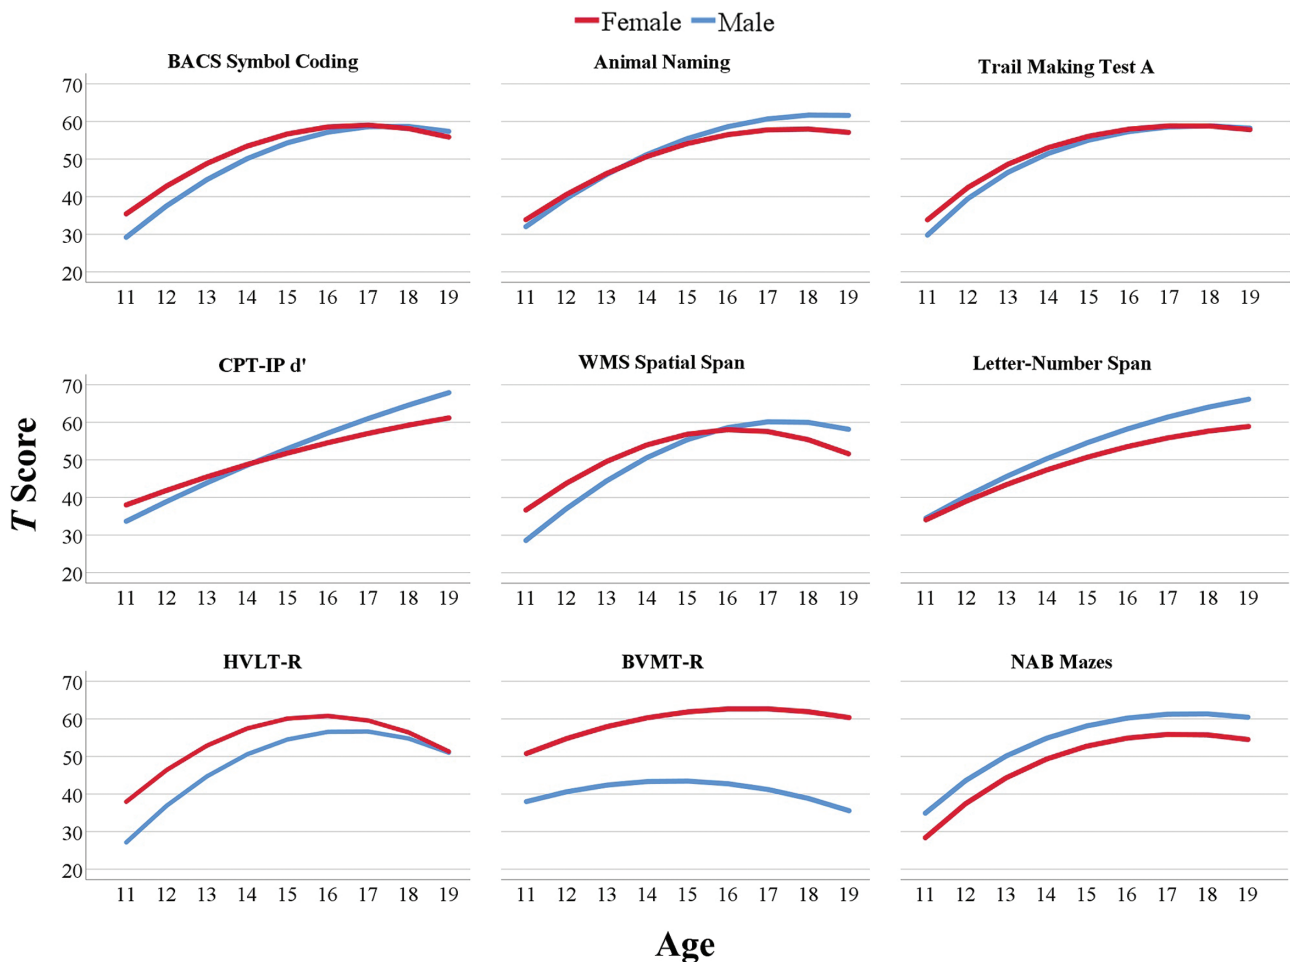 Female Male
BACS Symbol Coding
Animal Naming
Trail Making Test A
70
60
50
40
30
20
11 12 13 14 15 16 17 18 19
11 12 13 14 15 16 17 18 19
11 12 13 14 15 16 17 18 19
CPT-IP d'
WMS Spatial Span
Letter-Number Span
T Score
70
60
50
40
30
20
11 12 13 14 15 16 17 18 19
11 12 13 14 15 16 17 18 19
11 12 13 14 15 16 17 18 19
HVLT-R
BVMT-R
NAB Mazes
70
60
50
40
30
20
11 12 13 14 15 16 17 18 19
11 12 13 14 15 16 17 18 19
11 12 13 14 15 16 17 18 19
Age